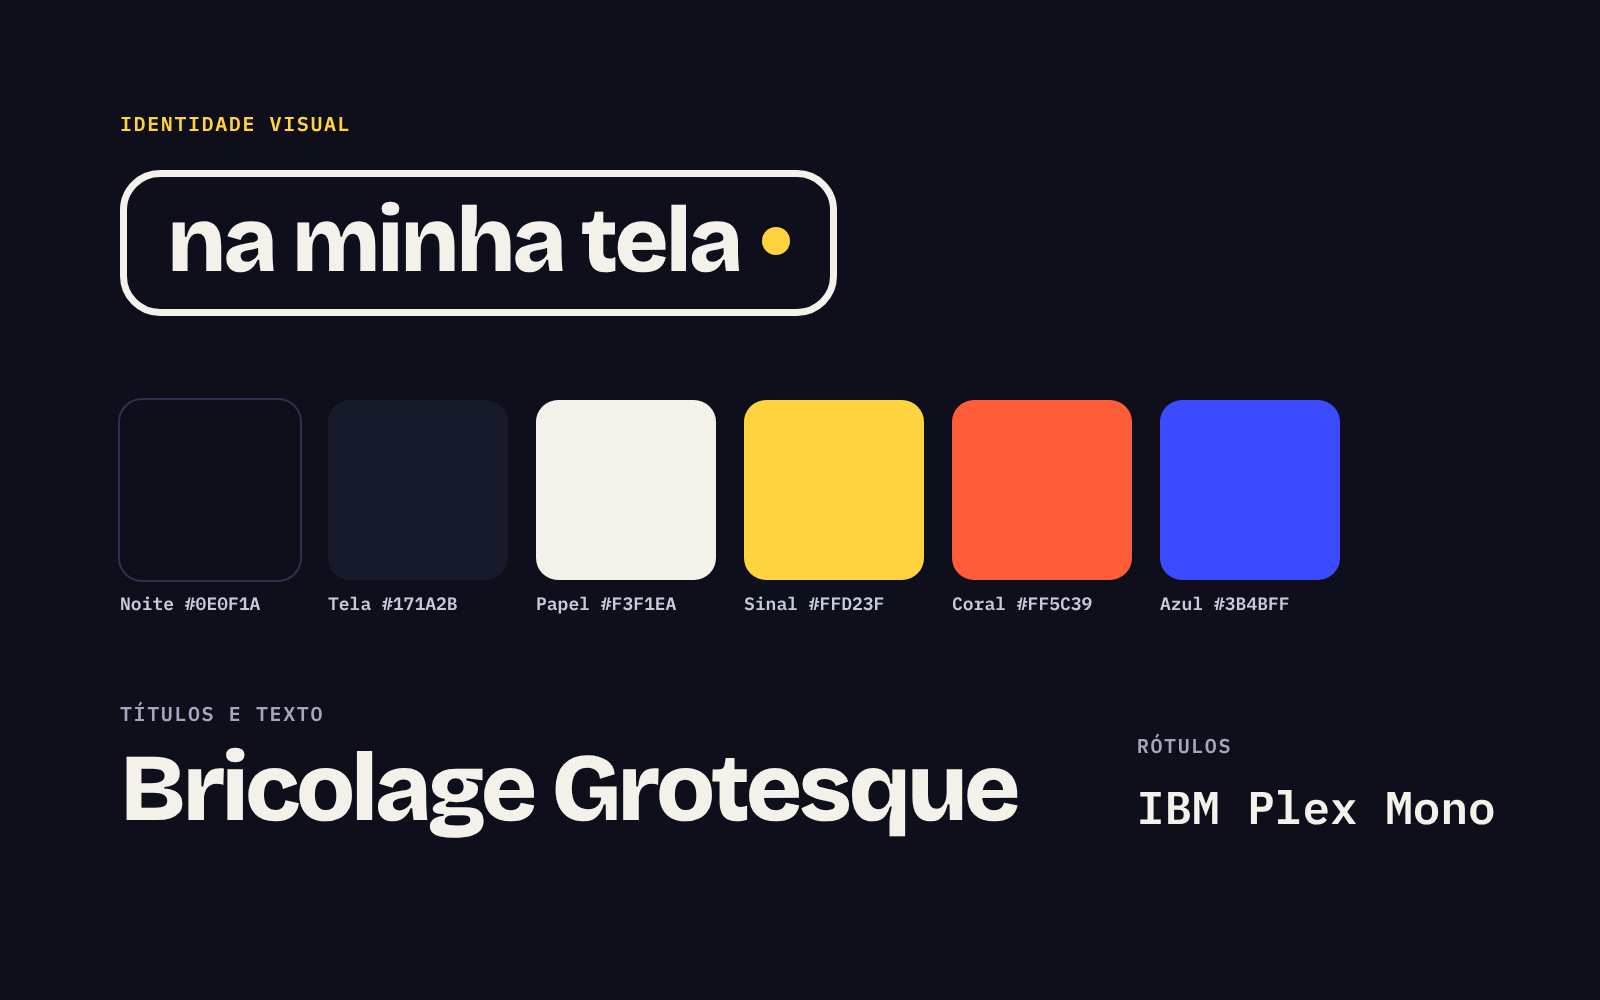 IDENTIDADE VISUAL
na minha tela
Noite #0E0F1A
Tela #171A2B
Papel #F3F1EA
Sinal #FFD23F
Coral #FF5C39
Azul #3B4BFF
TÍTULOS E TEXTO
Bricolage Grotesque
RÓTULOS
IBM Plex Mono